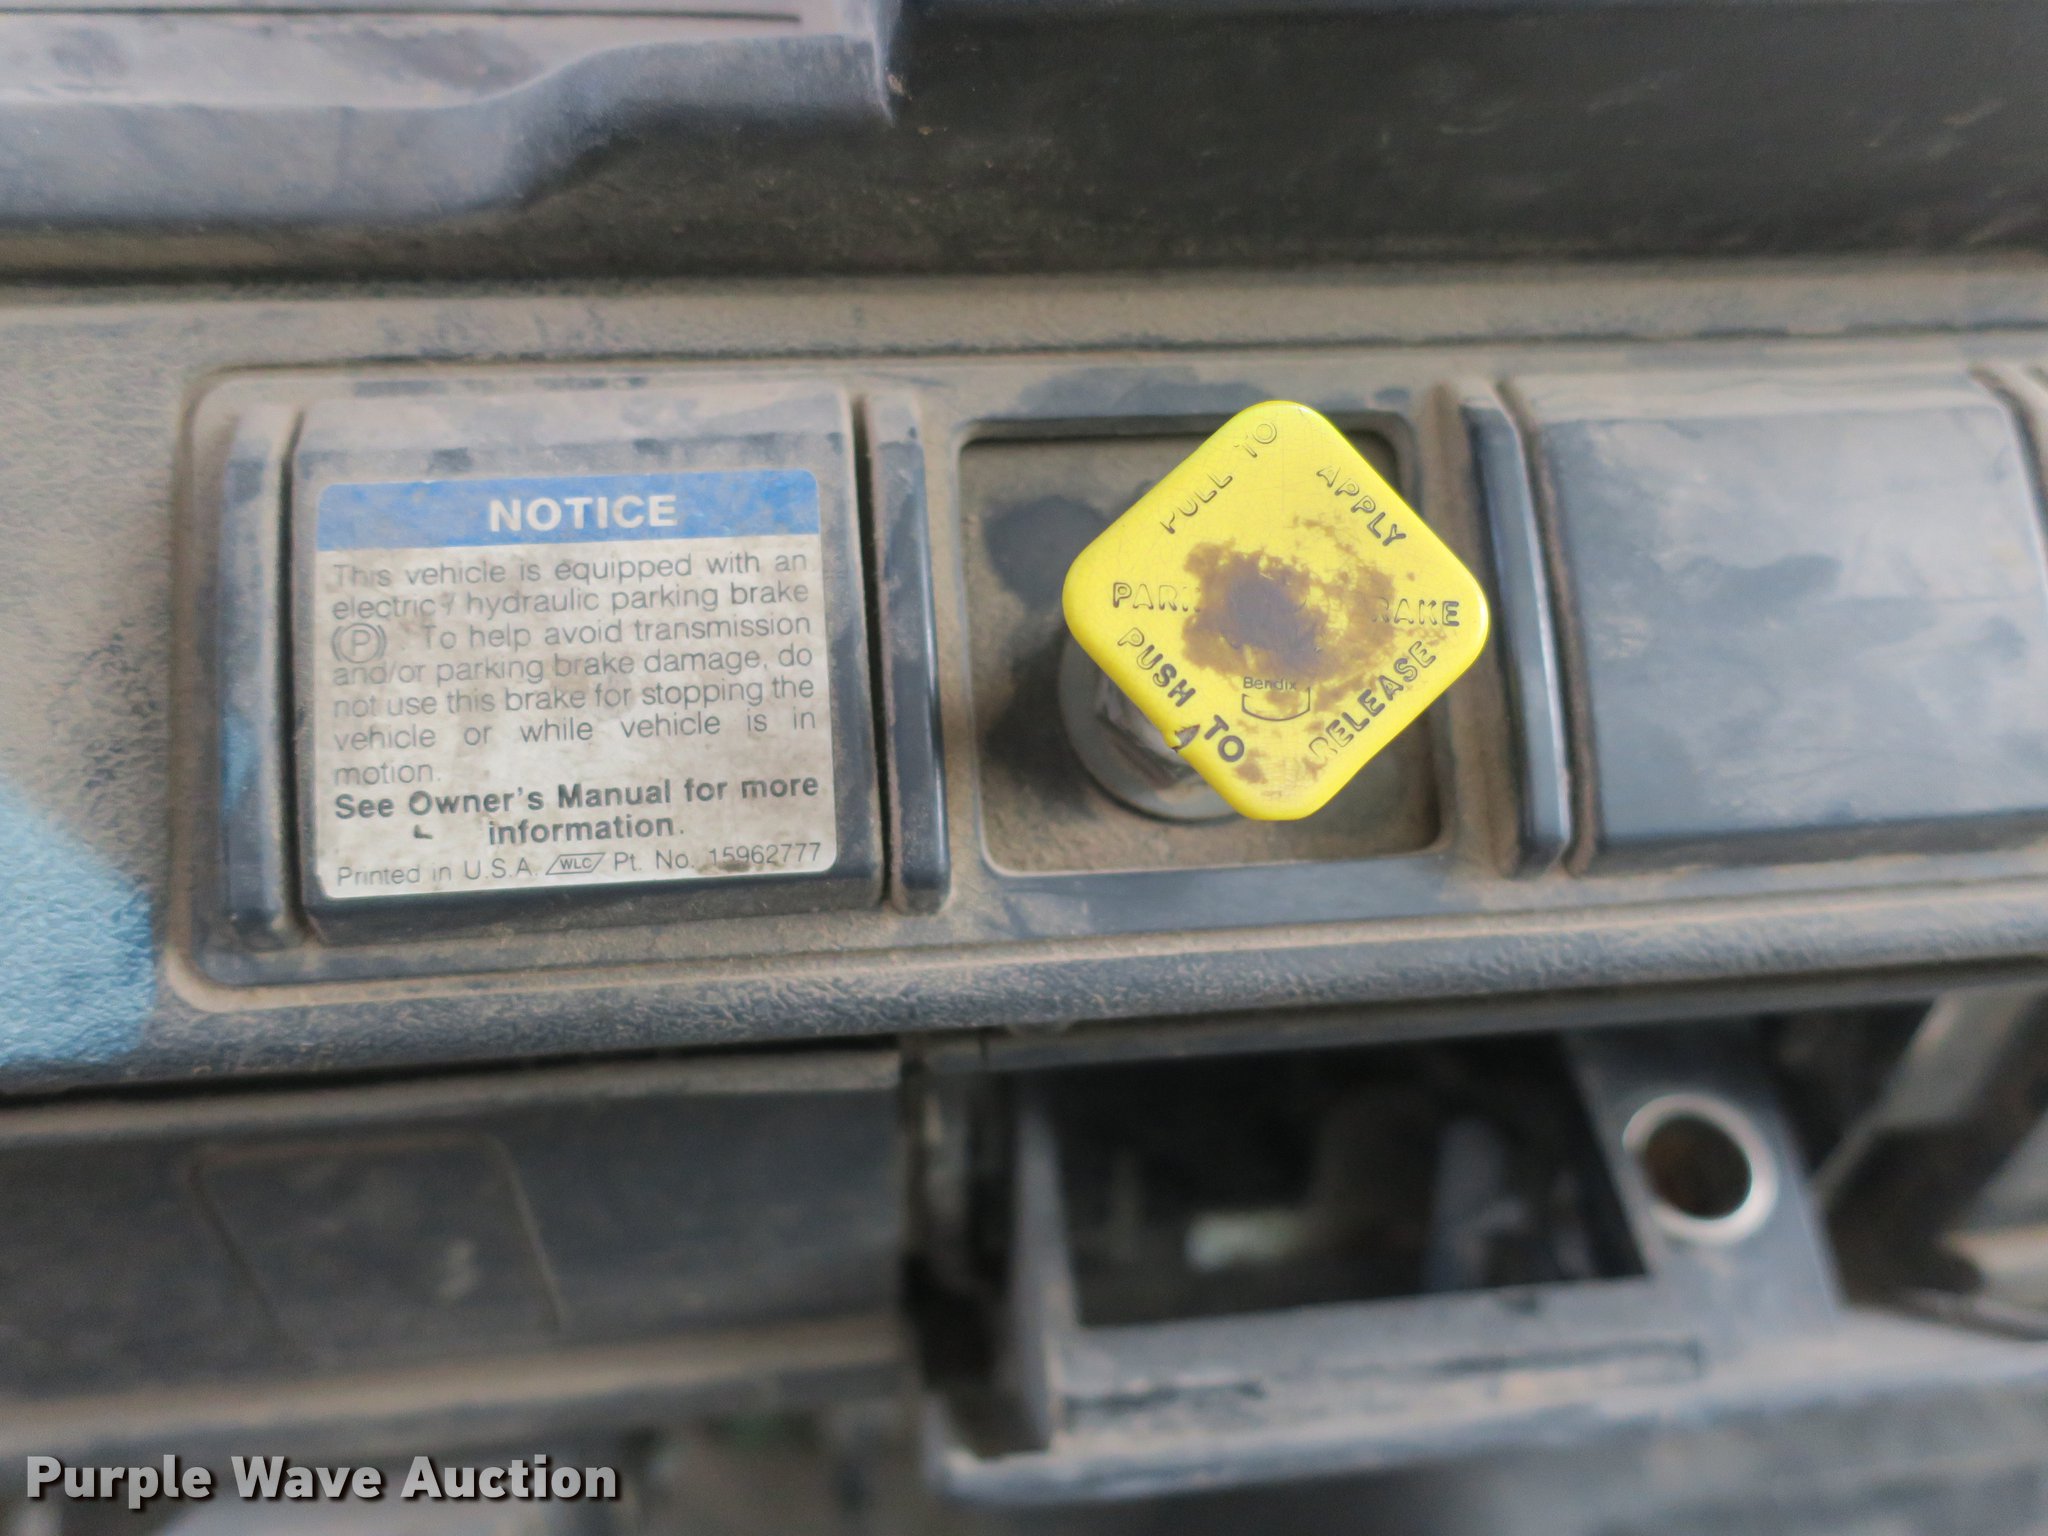 NOTICE
This vehicle is equipped with an
electric / hydraulic parking brake
(P) . To help avoid transmission
and/or parking brake damage, do
not use this brake for stopping the
vehicle or while vehicle is in
motion.
See Owner's Manual for more
information.
Printed in U.S.A. WLC Pt. No. 15962777
PULL TO APPLY
PUSH TO RELEASE
Bendix
Purple Wave Auction